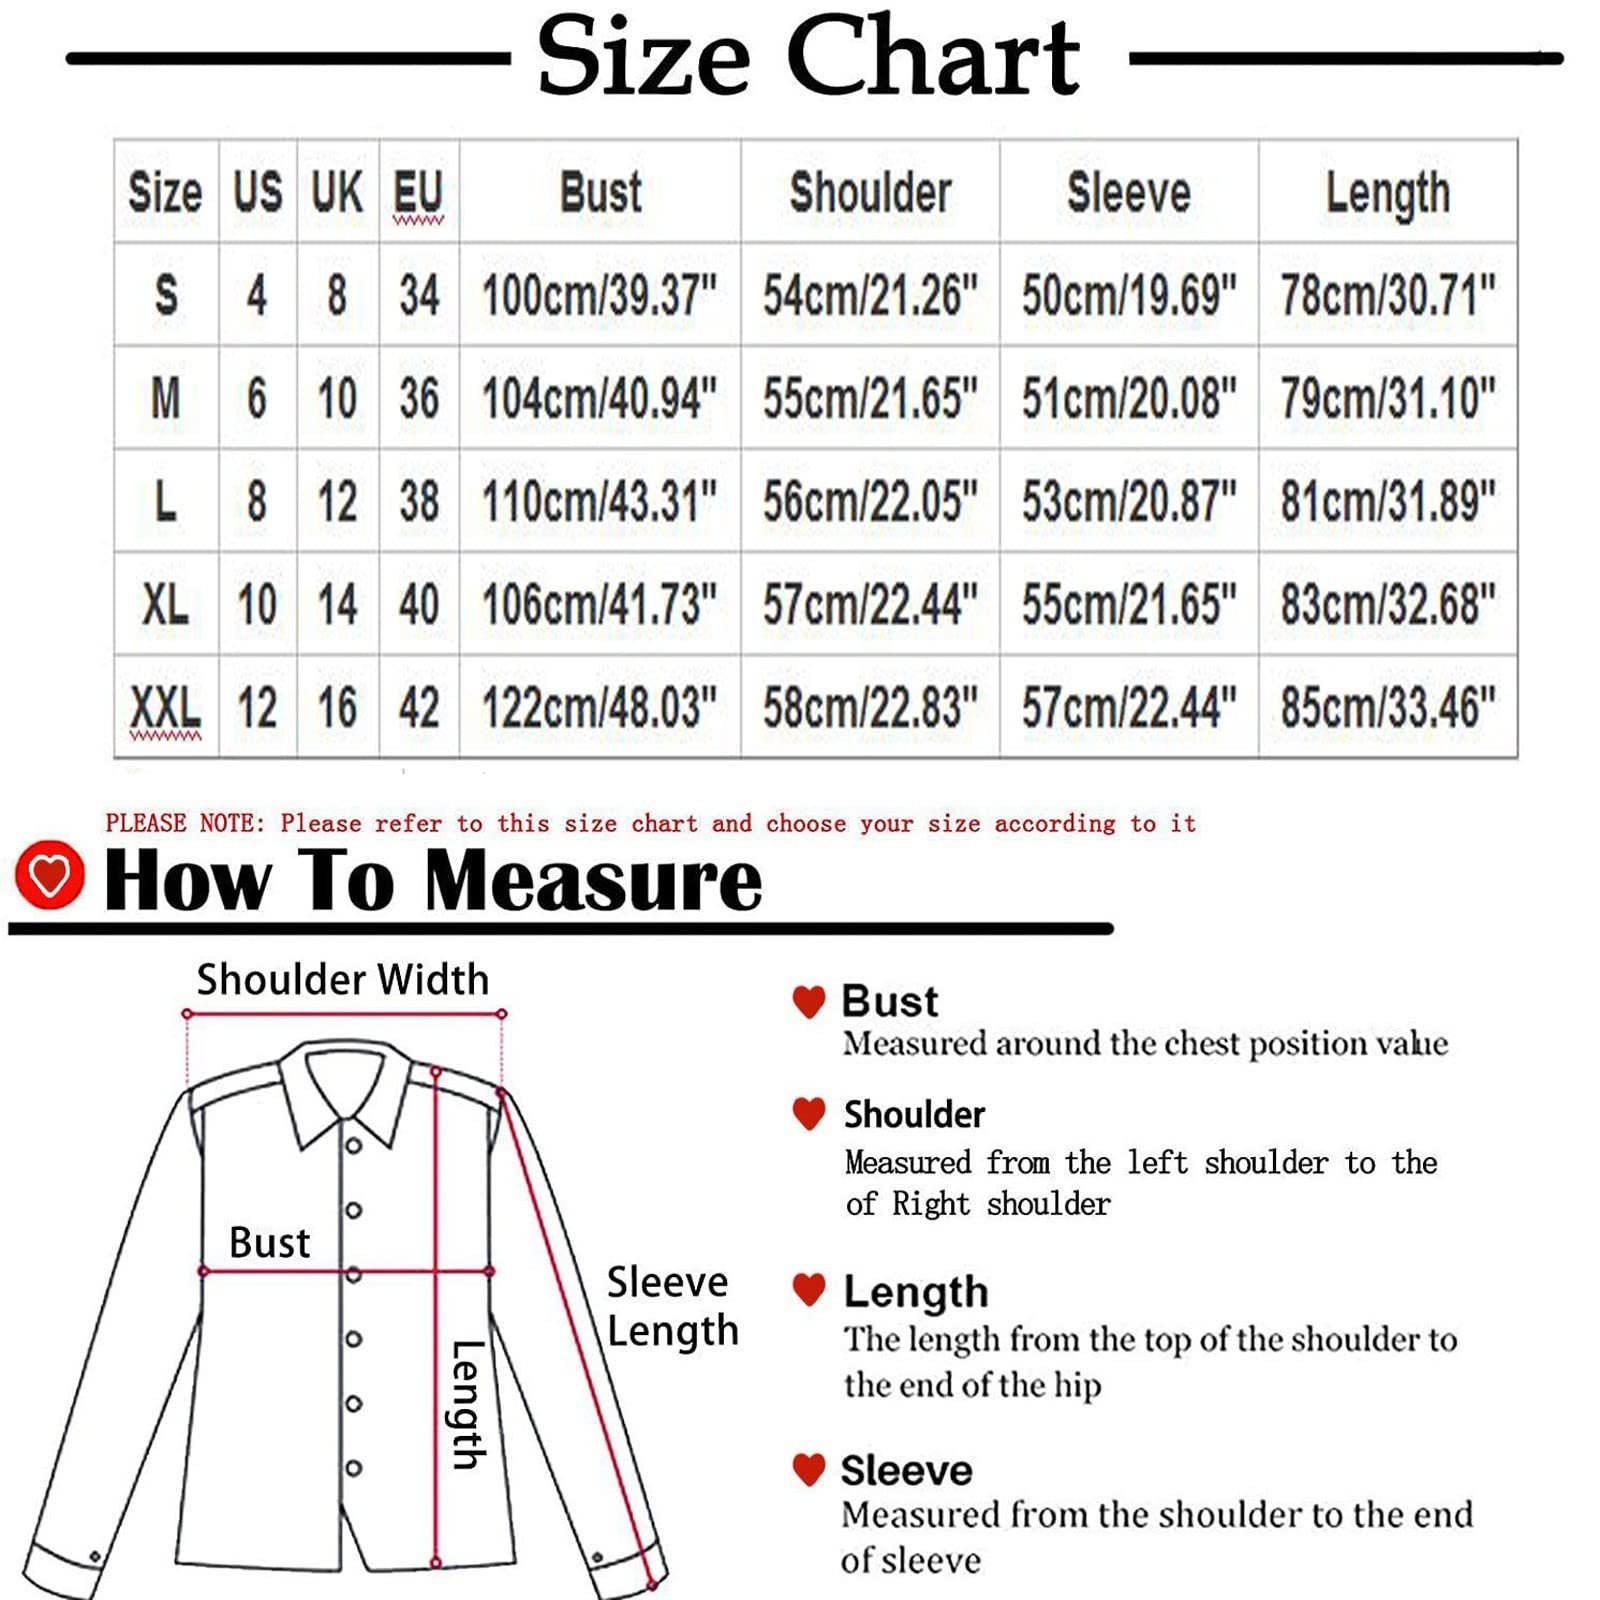 Size Chart
Size US UK EU Bust Shoulder Sleeve Length
S 4 8 34 100cm/39.37" 54cm/21.26" 50cm/19.69" 78cm/30.71"
M 6 10 36 104cm/40.94" 55cm/21.65" 51cm/20.08" 79cm/31.10"
L 8 12 38 110cm/43.31" 56cm/22.05" 53cm/20.87" 81cm/31.89"
XL 10 14 40 106cm/41.73" 57cm/22.44" 55cm/21.65" 83cm/32.68"
XXL 12 16 42 122cm/48.03" 58cm/22.83" 57cm/22.44" 85cm/33.46"
PLEASE NOTE: Please refer to this size chart and choose your size according to it
How To Measure
Shoulder Width
Bust
Length
Sleeve
Length
Bust
Measured around the chest position value
Shoulder
Measured from the left shoulder to the
of Right shoulder
Length
The length from the top of the shoulder to
the end of the hip
Sleeve
Measured from the shoulder to the end
of sleeve